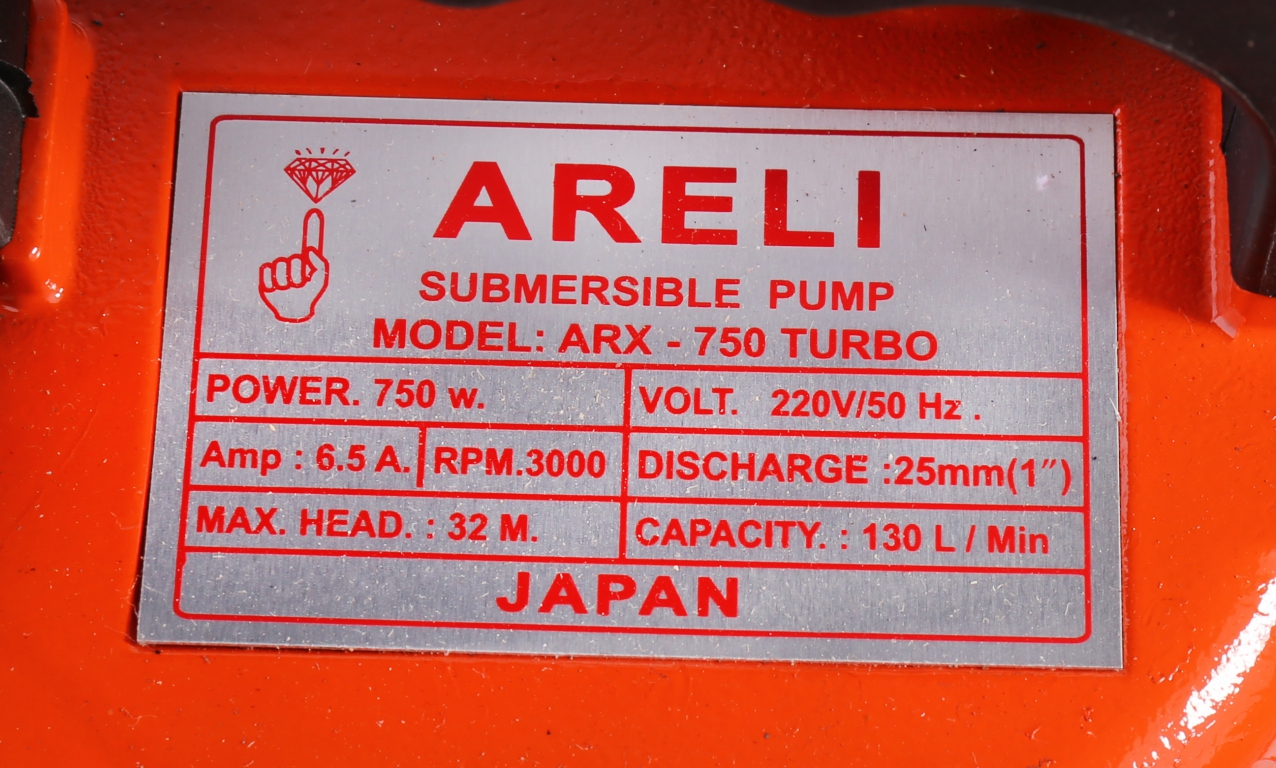 ARELI
SUBMERSIBLE PUMP
MODEL: ARX - 750 TURBO
POWER. 750 w. VOLT. 220V/50 Hz .
Amp : 6.5 A. RPM.3000 DISCHARGE :25mm(1″)
MAX. HEAD. : 32 M. CAPACITY. : 130 L / Min
JAPAN